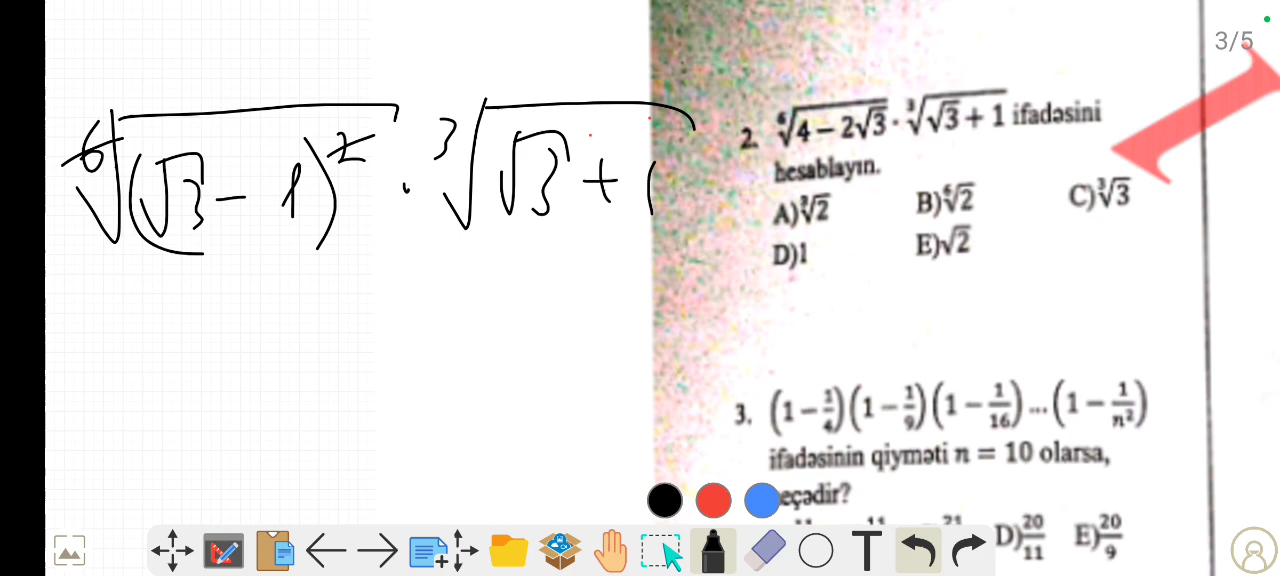 3/5
⁶√(√3 − 1)² · ³√√3 + 1
2. ⁶√4 − 2√3 · ³√√3 + 1 ifadəsini
hesablayın.
A)³√2 B)⁶√2 C)³√3
D)1 E)√2
3. (1 − 1/4)(1 − 1/9)(1 − 1/16)...(1 − 1/n²)
ifadəsinin qiyməti n = 10 olarsa,
eçədir?
D)20/11 E)20/9
T